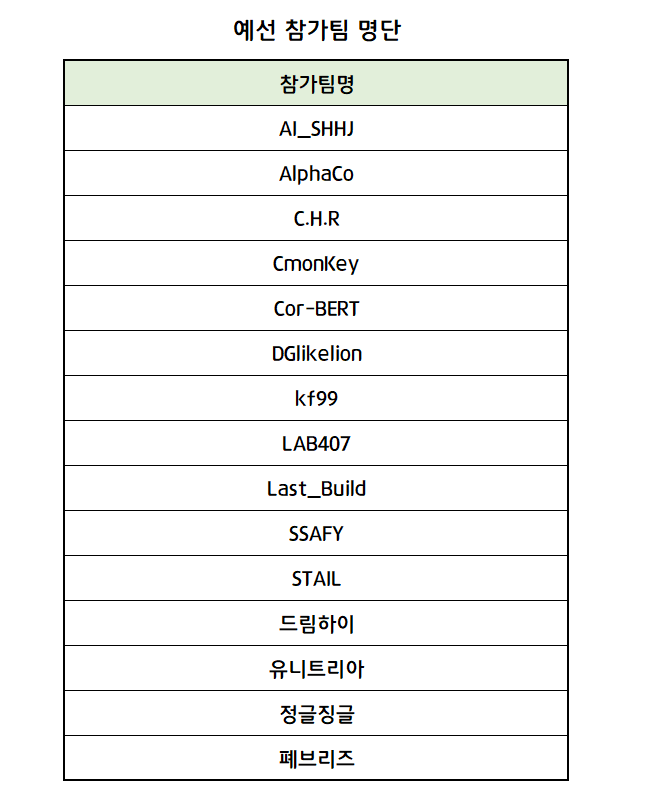 예선 참가팀 명단
참가팀명
AI_SHHJ
AlphaCo
C.H.R
CmonKey
Cor-BERT
DGlikelion
kf99
LAB407
Last_Build
SSAFY
STAIL
드림하이
유니트리아
정글징글
폐브리즈